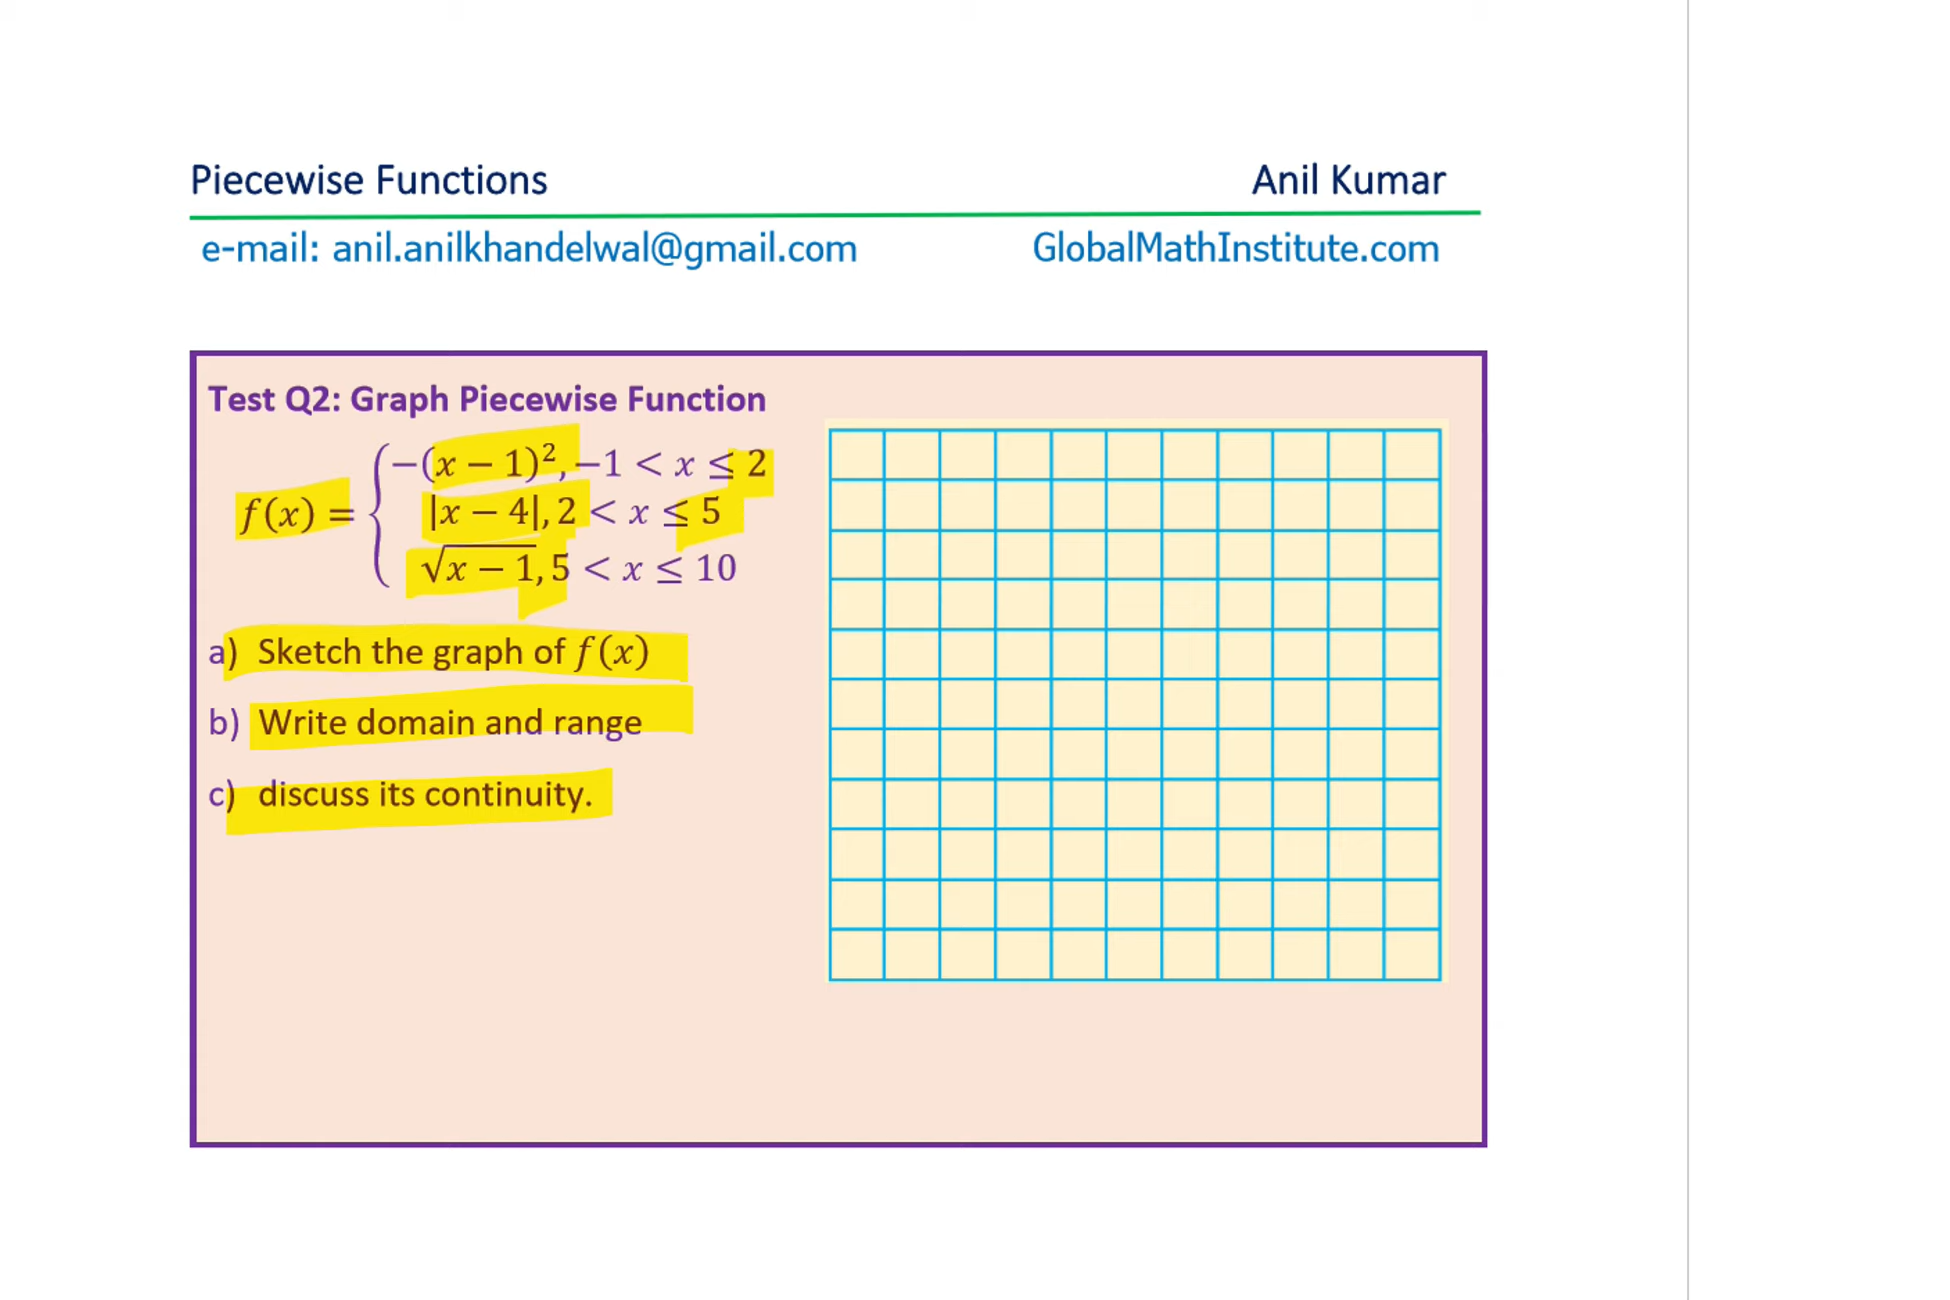 Piecewise Functions Anil Kumar
e-mail: anil.anilkhandelwal@gmail.com GlobalMathInstitute.com
Test Q2: Graph Piecewise Function
f(x) = { −(x − 1)², −1 < x ≤ 2
|x − 4|, 2 < x ≤ 5
√x − 1, 5 < x ≤ 10
a) Sketch the graph of f(x)
b) Write domain and range
c) discuss its continuity.